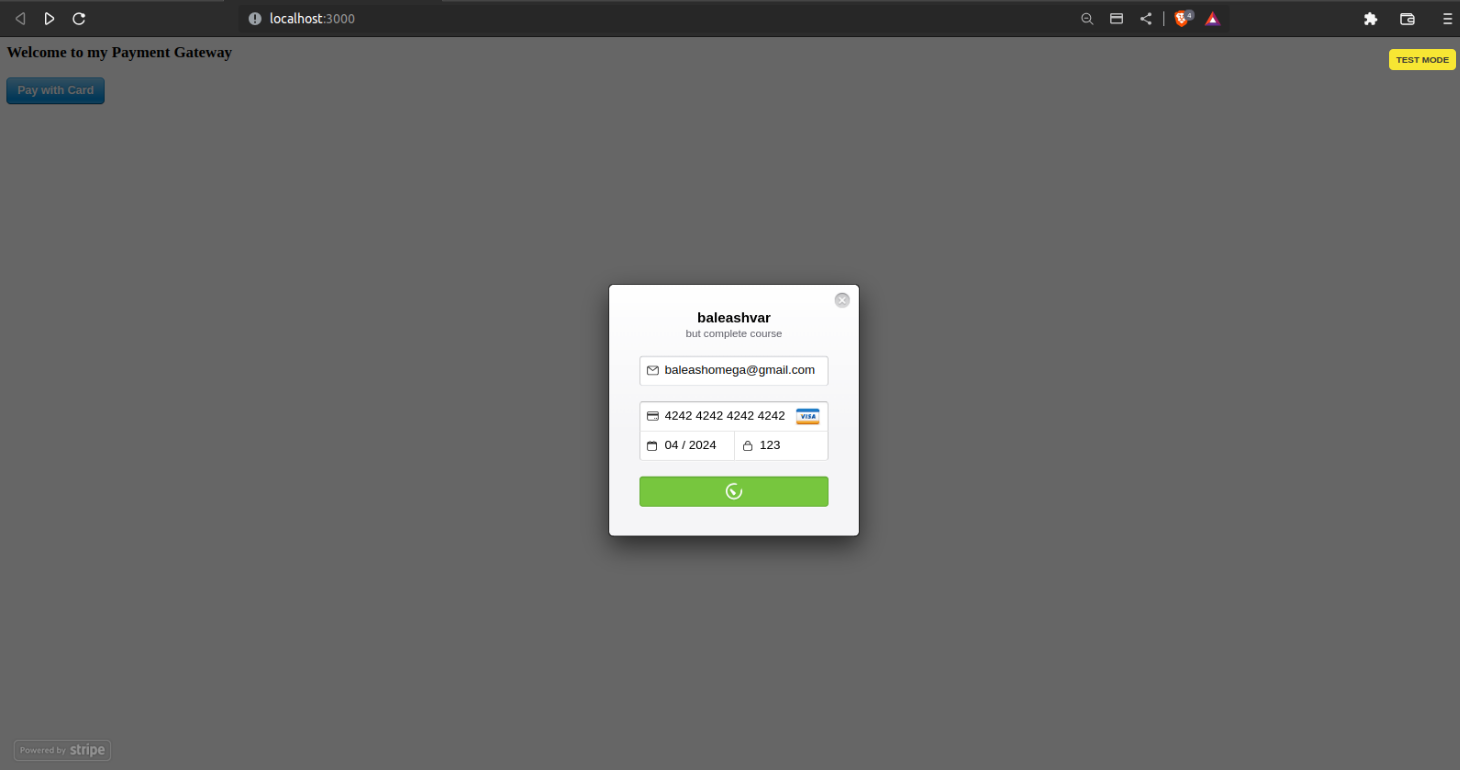 localhost:3000
4
Welcome to my Payment Gateway
TEST MODE
Pay with Card
baleashvar
but complete course
baleashomega@gmail.com
4242 4242 4242 4242 VISA
04 / 2024 123
Powered by stripe